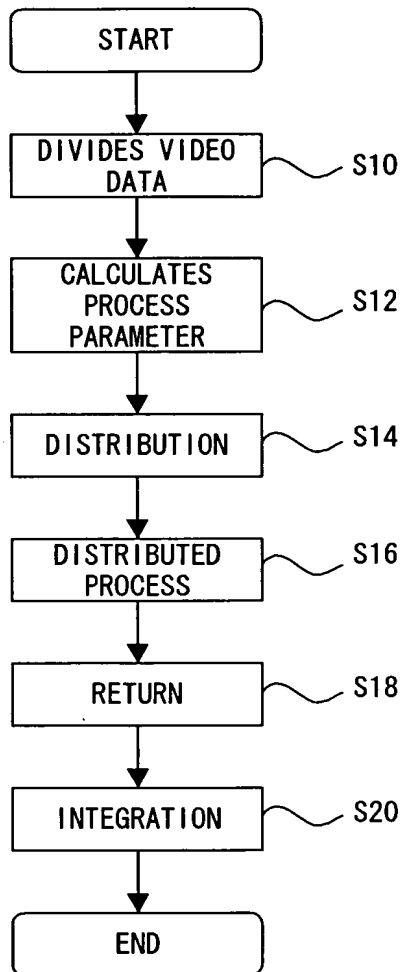 START
DIVIDES VIDEO
DATA
S10
CALCULATES
PROCESS
PARAMETER
S12
DISTRIBUTION
S14
DISTRIBUTED
PROCESS
S16
RETURN
S18
INTEGRATION
S20
END